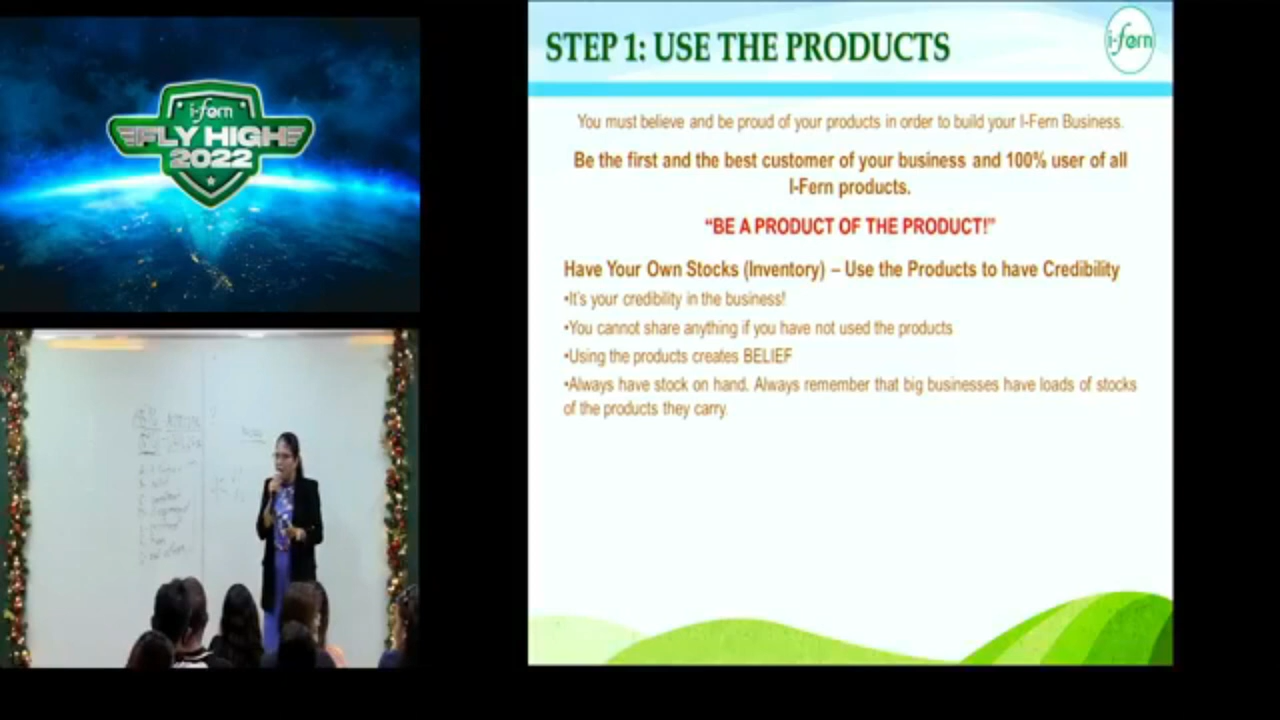 i-fern
FLY HIGH
2022
STEP 1: USE THE PRODUCTS
i-fern
You must believe and be proud of your products in order to build your I-Fern Business.
Be the first and the best customer of your business and 100% user of all
I-Fern products.
“BE A PRODUCT OF THE PRODUCT!”
Have Your Own Stocks (Inventory) – Use the Products to have Credibility
•It's your credibility in the business!
•You cannot share anything if you have not used the products
•Using the products creates BELIEF
•Always have stock on hand. Always remember that big businesses have loads of stocks
of the products they carry.